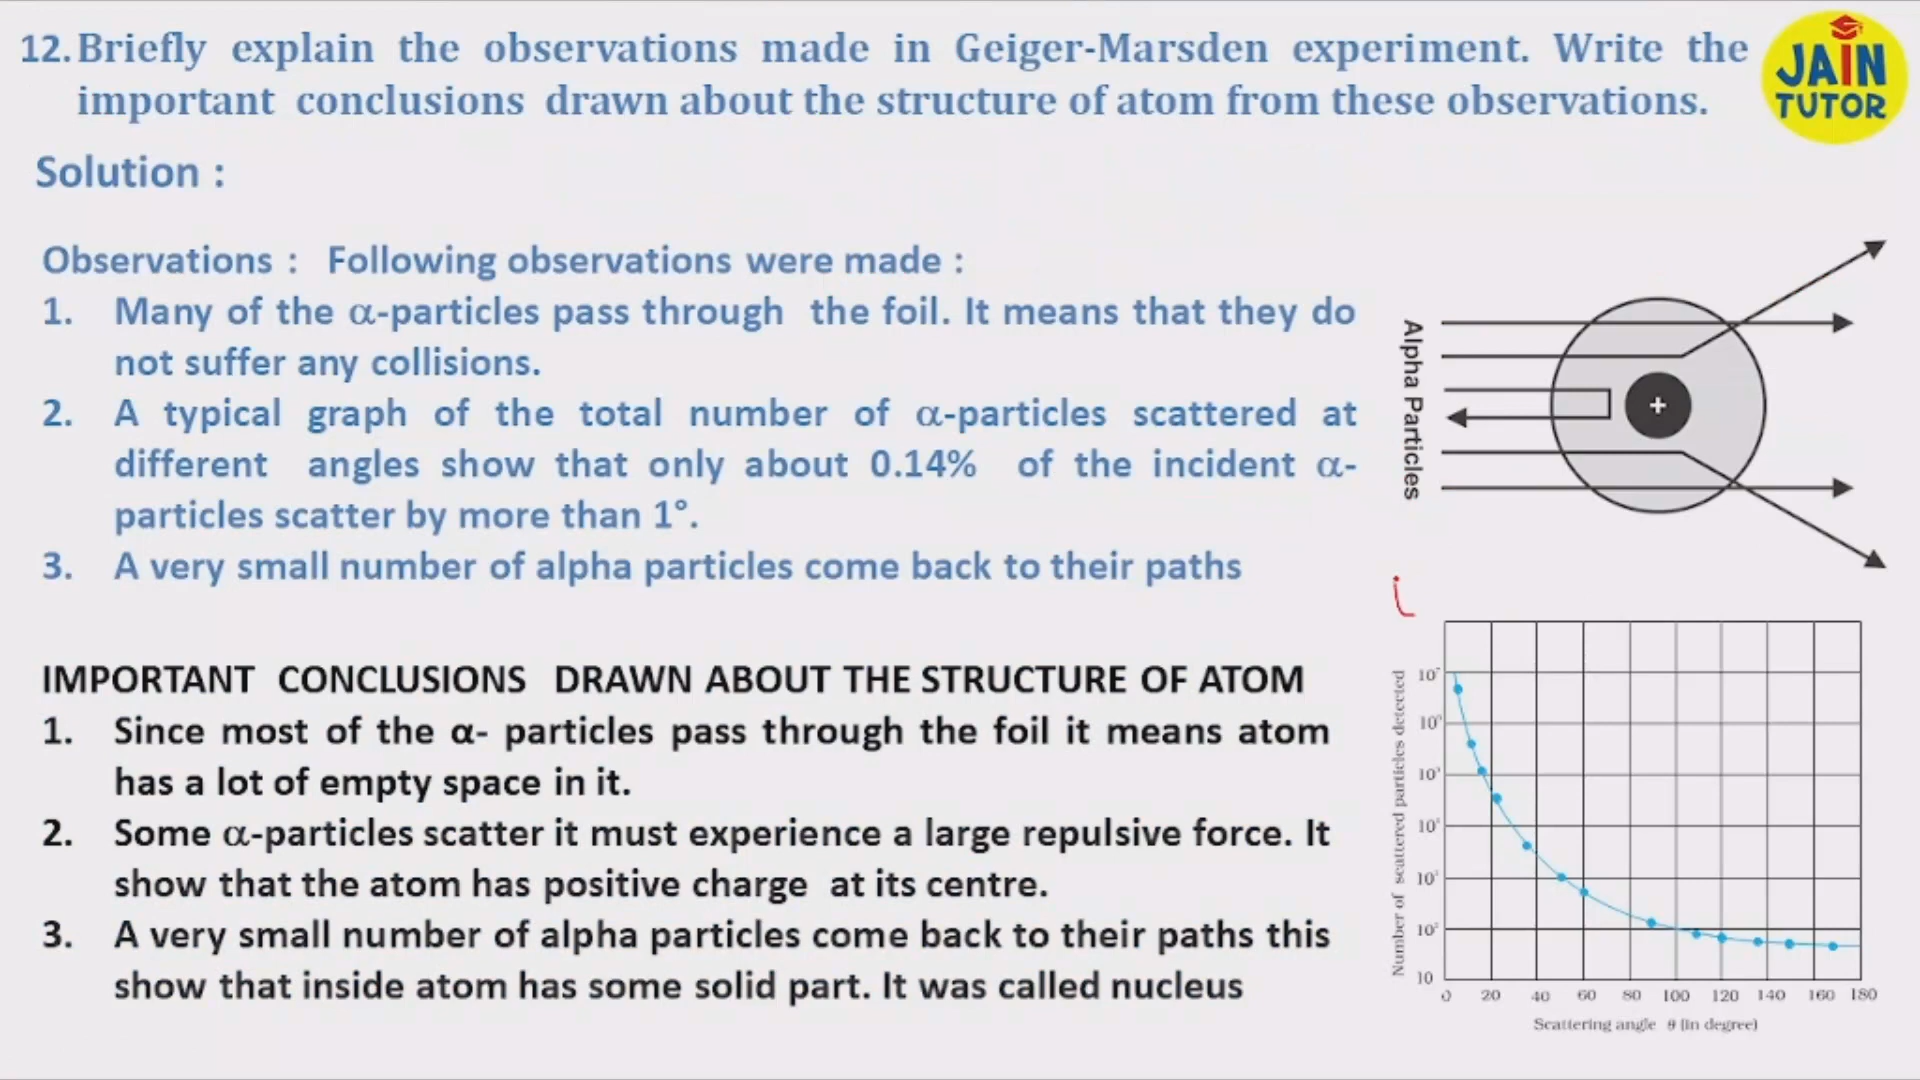 12. Briefly explain the observations made in Geiger-Marsden experiment. Write the
important conclusions drawn about the structure of atom from these observations.
JAIN
TUTOR
Solution :
Observations : Following observations were made :
1. Many of the α-particles pass through the foil. It means that they do
not suffer any collisions.
2. A typical graph of the total number of α-particles scattered at
different angles show that only about 0.14% of the incident α-
particles scatter by more than 1°.
3. A very small number of alpha particles come back to their paths
Alpha Particles
+
IMPORTANT CONCLUSIONS DRAWN ABOUT THE STRUCTURE OF ATOM
1. Since most of the α- particles pass through the foil it means atom
has a lot of empty space in it.
2. Some α-particles scatter it must experience a large repulsive force. It
show that the atom has positive charge at its centre.
3. A very small number of alpha particles come back to their paths this
show that inside atom has some solid part. It was called nucleus
Number of scattered particles detected
10⁷
10
0 20 40 60 80 100 120 140 160 180
Scattering angle θ (in degree)